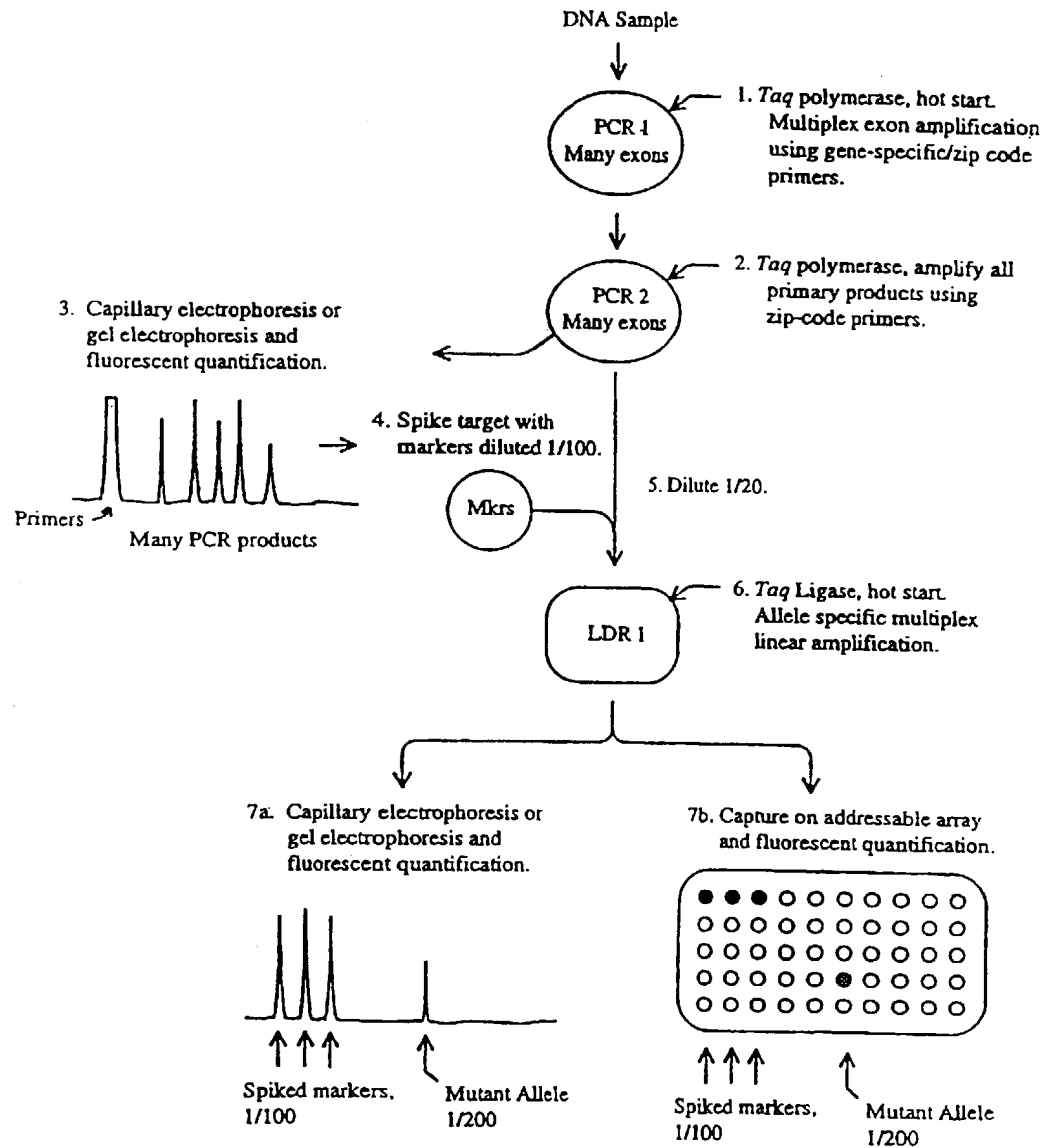 DNA Sample
PCR 1
Many exons
1. Taq polymerase, hot start.
Multiplex exon amplification
using gene-specific/zip code
primers.
PCR 2
Many exons
2. Taq polymerase, amplify all
primary products using
zip-code primers.
3. Capillary electrophoresis or
gel electrophoresis and
fluorescent quantification.
Primers
Many PCR products
4. Spike target with
markers diluted 1/100.
Mkrs
5. Dilute 1/20.
LDR 1
6. Taq Ligase, hot start.
Allele specific multiplex
linear amplification.
7a. Capillary electrophoresis or
gel electrophoresis and
fluorescent quantification.
Spiked markers,
1/100
Mutant Allele
1/200
7b. Capture on addressable array
and fluorescent quantification.
Spiked markers,
1/100
Mutant Allele
1/200